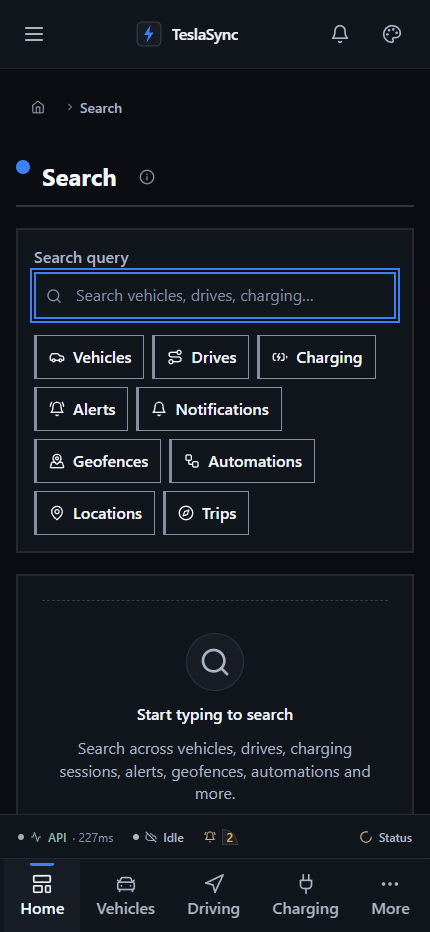 TeslaSync
Search
Search
Search query
Search vehicles, drives, charging...
Vehicles Drives Charging
Alerts Notifications
Geofences Automations
Locations Trips
Start typing to search
Search across vehicles, drives, charging
sessions, alerts, geofences, automations and
more.
API · 227ms Idle 2 Status
Home Vehicles Driving Charging More